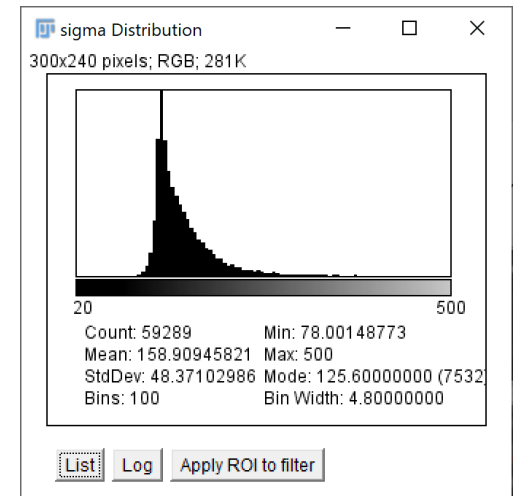 sigma Distribution
300x240 pixels; RGB; 281K
20 500
Count: 59289 Min: 78.00148773
Mean: 158.90945821 Max: 500
StdDev: 48.37102986 Mode: 125.60000000 (7532)
Bins: 100 Bin Width: 4.80000000
List Log Apply ROI to filter